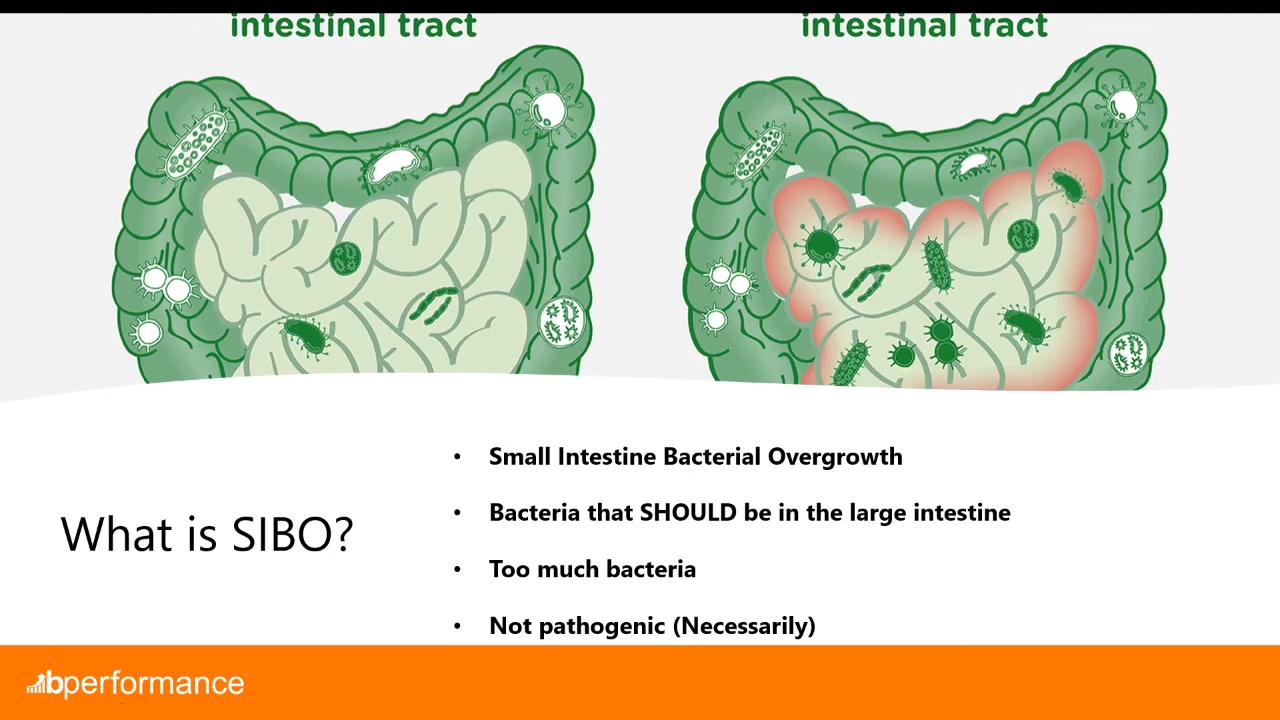 intestinal tract
intestinal tract
What is SIBO?
• Small Intestine Bacterial Overgrowth
• Bacteria that SHOULD be in the large intestine
• Too much bacteria
• Not pathogenic (Necessarily)
bperformance